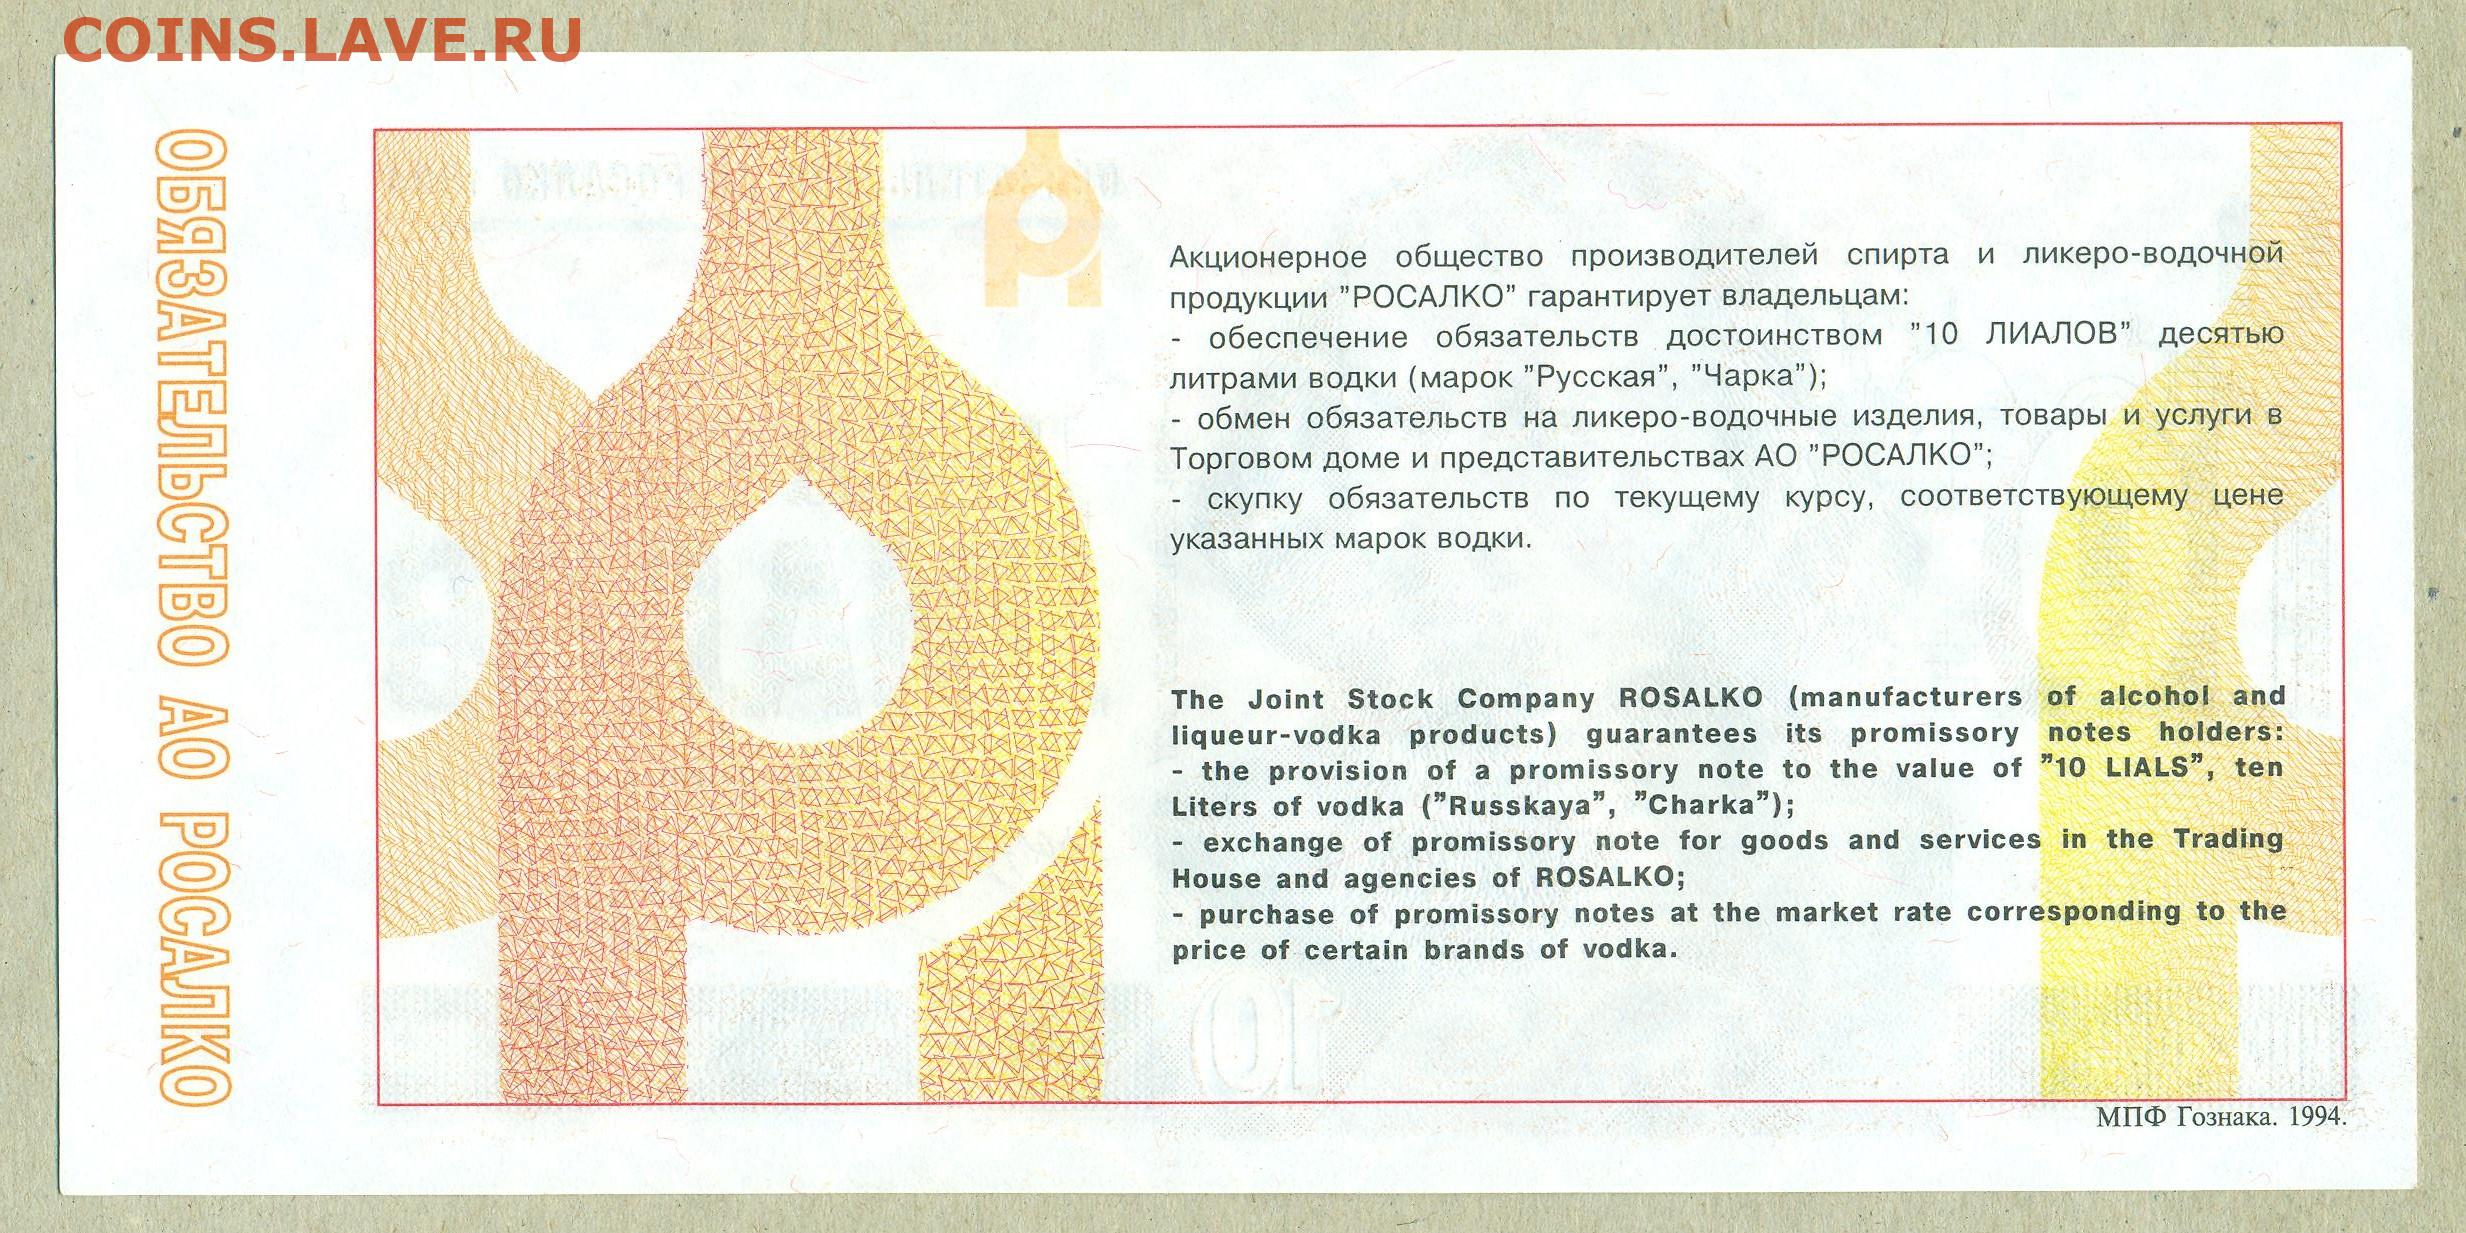 COINS.LAVE.RU
ОБЯЗАТЕЛЬСТВО АО РОСАЛКО
Акционерное общество производителей спирта и ликеро-водочной
продукции "РОСАЛКО" гарантирует владельцам:
- обеспечение обязательств достоинством "10 ЛИАЛОВ" десятью
литрами водки (марок "Русская", "Чарка");
- обмен обязательств на ликеро-водочные изделия, товары и услуги в
Торговом доме и представительствах АО "РОСАЛКО";
- скупку обязательств по текущему курсу, соответствующему цене
указанных марок водки.
The Joint Stock Company ROSALKO (manufacturers of alcohol and
liqueur-vodka products) guarantees its promissory notes holders:
- the provision of a promissory note to the value of "10 LIALS", ten
Liters of vodka ("Russkaya", "Charka");
- exchange of promissory note for goods and services in the Trading
House and agencies of ROSALKO;
- purchase of promissory notes at the market rate corresponding to the
price of certain brands of vodka.
МПФ Гознака. 1994.